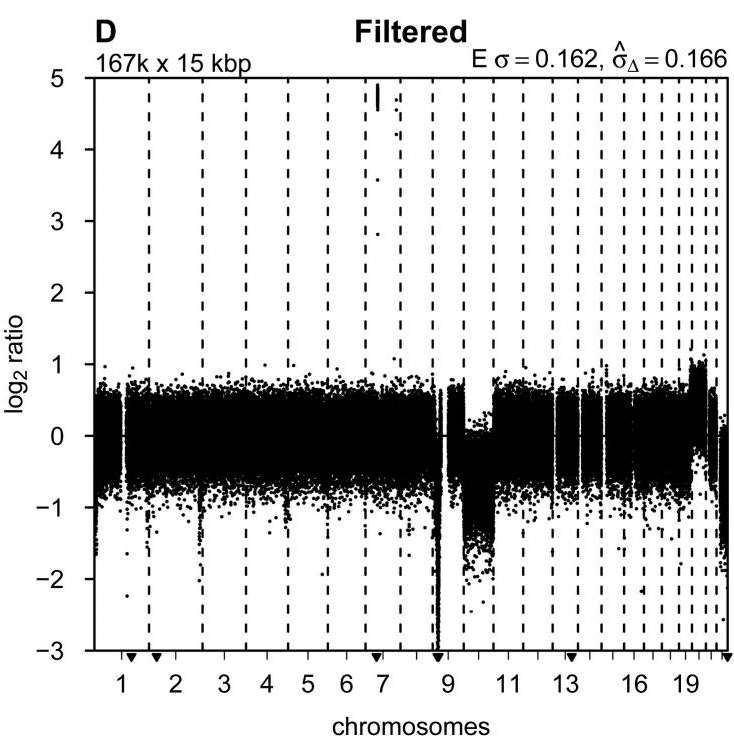 D Filtered
167k x 15 kbp E σ = 0.162, σ̂Δ = 0.166
5
4
3
2
1
0
−1
−2
−3
log2 ratio
1 2 3 4 5 6 7 9 11 13 16 19
chromosomes